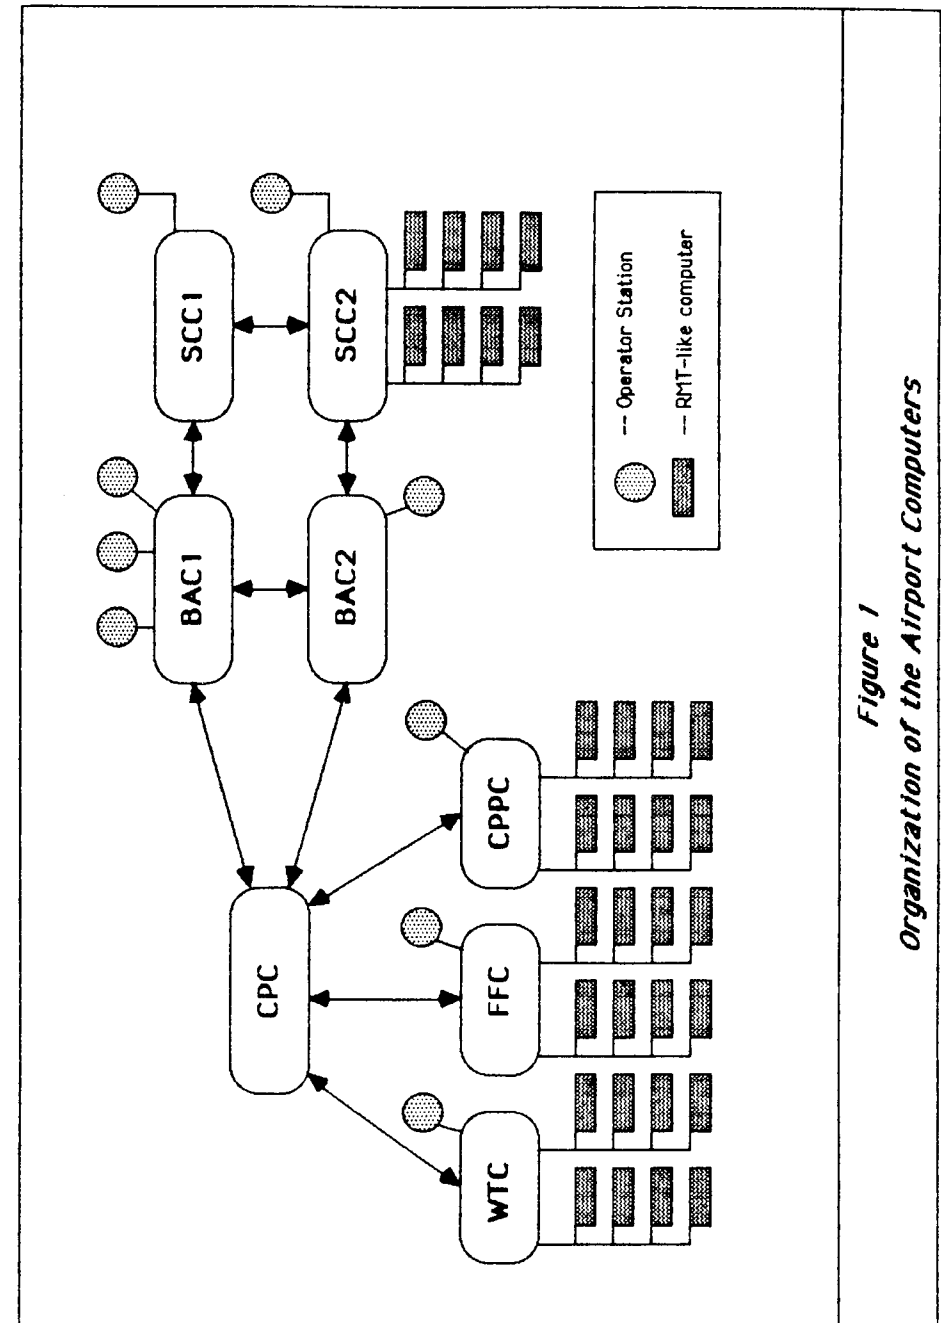 SCC1
SCC2
BAC1
BAC2
CPC
CPPC
FFC
WTC
-- Operator Station
-- RMT-like computer
Figure 1
Organization of the Airport Computers